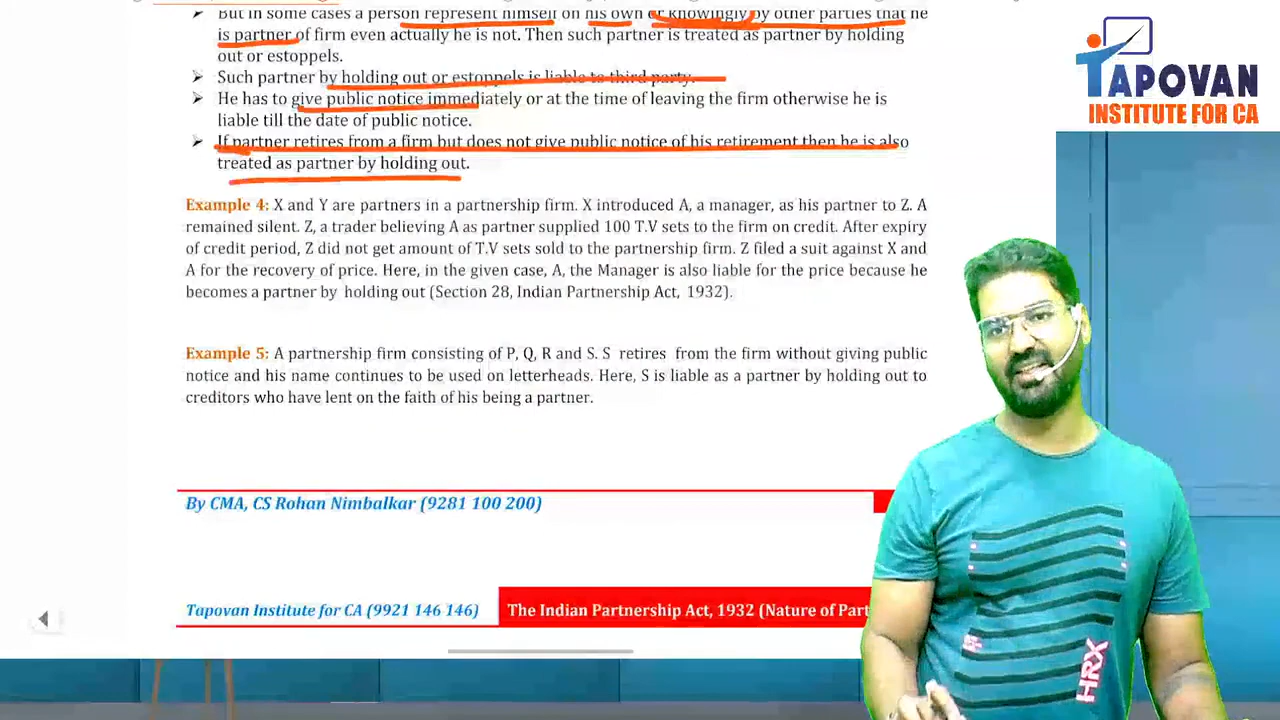 But in some cases a person represent himself on his own or knowingly by other parties that he
is partner of firm even actually he is not. Then such partner is treated as partner by holding
out or estoppels.
Such partner by holding out or estoppels is liable to third party.
He has to give public notice immediately or at the time of leaving the firm otherwise he is
liable till the date of public notice.
If partner retires from a firm but does not give public notice of his retirement then he is also
treated as partner by holding out.
Example 4: X and Y are partners in a partnership firm. X introduced A, a manager, as his partner to Z. A
remained silent. Z, a trader believing A as partner supplied 100 T.V sets to the firm on credit. After expiry
of credit period, Z did not get amount of T.V sets sold to the partnership firm. Z filed a suit against X and
A for the recovery of price. Here, in the given case, A, the Manager is also liable for the price because he
becomes a partner by holding out (Section 28, Indian Partnership Act, 1932).
Example 5: A partnership firm consisting of P, Q, R and S. S retires from the firm without giving public
notice and his name continues to be used on letterheads. Here, S is liable as a partner by holding out to
creditors who have lent on the faith of his being a partner.
By CMA, CS Rohan Nimbalkar (9281 100 200)
Tapovan Institute for CA (9921 146 146)
The Indian Partnership Act, 1932 (Nature of Part
TAPOVAN
INSTITUTE FOR CA
HRX